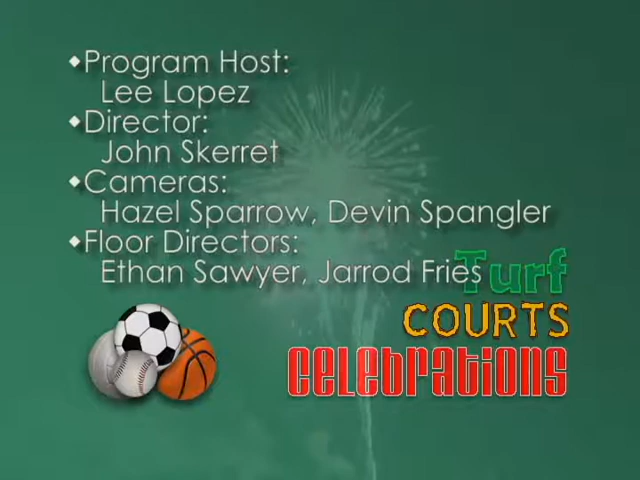 ◆Program Host:
Lee Lopez
◆Director:
John Skerret
◆Cameras:
Hazel Sparrow, Devin Spangler
◆Floor Directors:
Ethan Sawyer, Jarrod Fries
Turf
COURTS
CELEbRATIONS